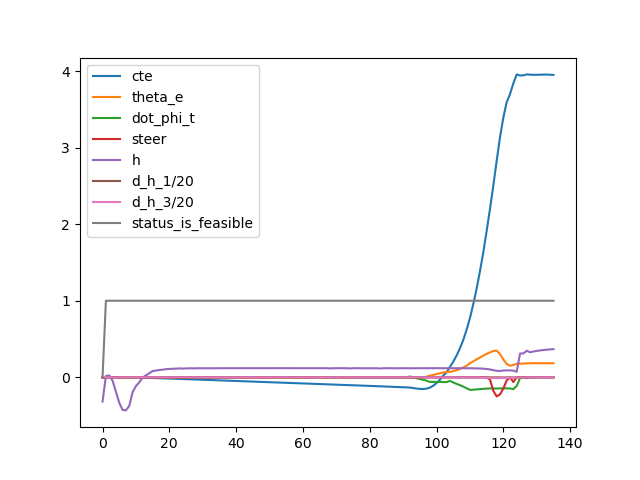 4
3
2
1
0
0
20
40
60
80
100
120
140
cte
theta_e
dot_phi_t
steer
h
d_h_1/20
d_h_3/20
status_is_feasible